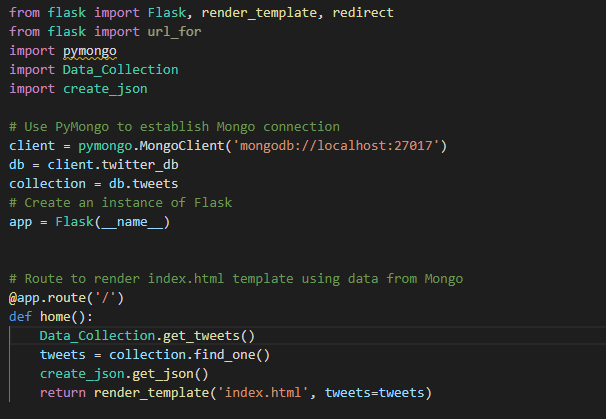 from flask import Flask, render_template, redirect
from flask import url_for
import pymongo
import Data_Collection
import create_json
# Use PyMongo to establish Mongo connection
client = pymongo.MongoClient('mongodb://localhost:27017')
db = client.twitter_db
collection = db.tweets
# Create an instance of Flask
app = Flask(__name__)
# Route to render index.html template using data from Mongo
@app.route('/')
def home():
    Data_Collection.get_tweets()
    tweets = collection.find_one()
    create_json.get_json()
    return render_template('index.html', tweets=tweets)